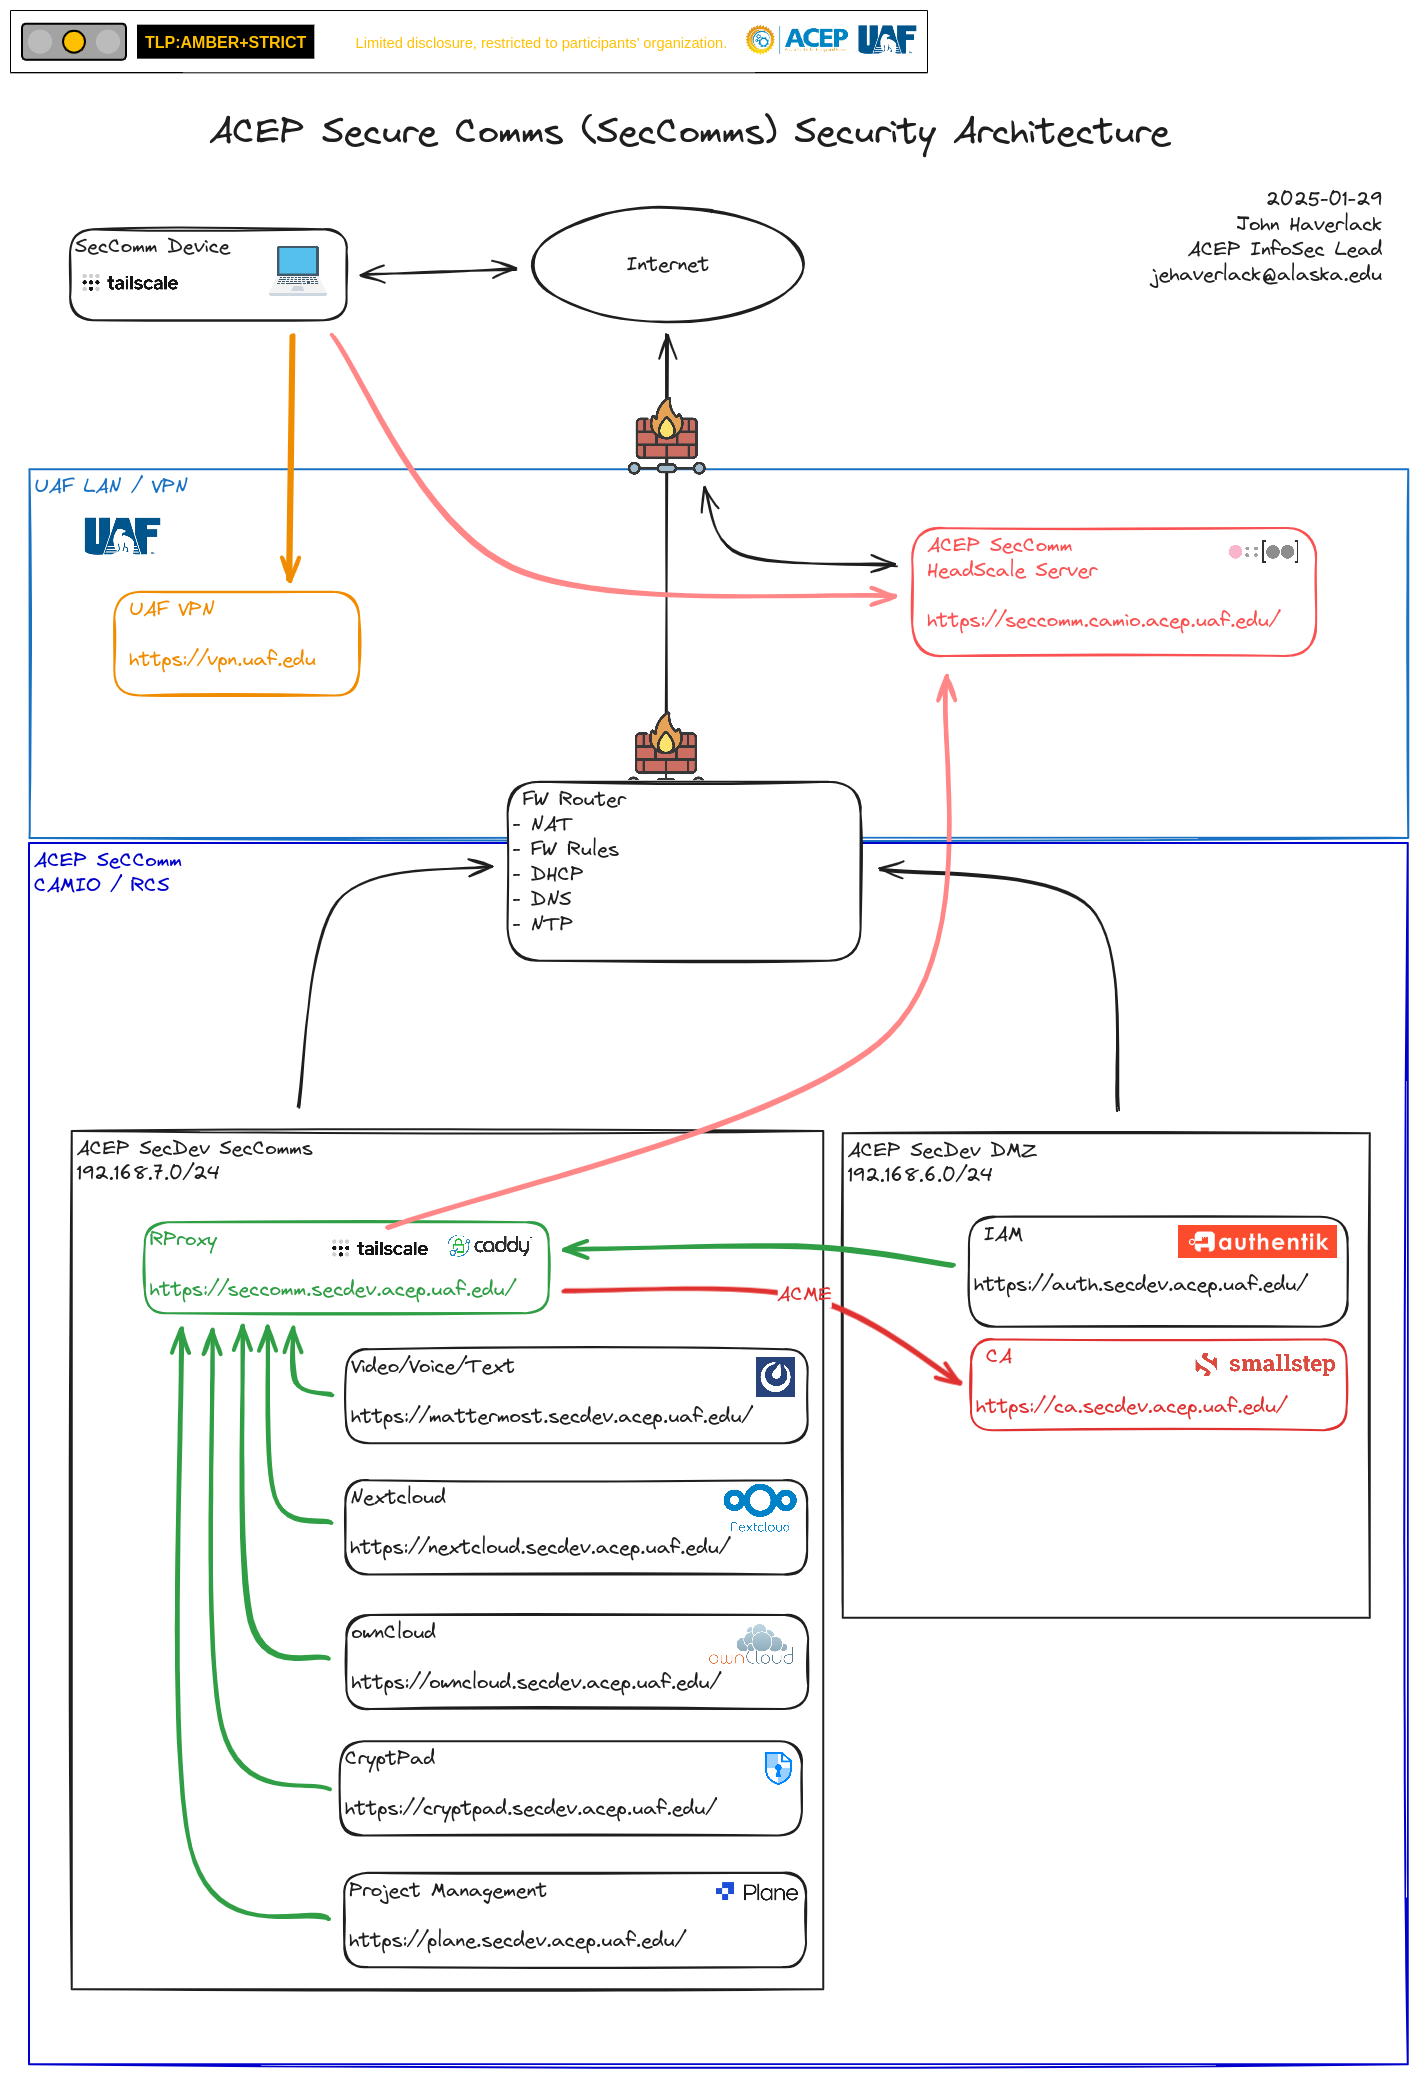 TLP:AMBER+STRICT
Limited disclosure, restricted to participants' organization.
ACEP
UAF
ACEP Secure Comms (SecComms) Security Architecture
2025-01-29
John Haverlack
ACEP InfoSec Lead
jehaverlack@alaska.edu
SecComm Device
tailscale
Internet
UAF LAN / VPN
UAF
UAF VPN
https://vpn.uaf.edu
ACEP SecComm
HeadScale Server
https://seccomm.camio.acep.uaf.edu/
FW Router
- NAT
- FW Rules
- DHCP
- DNS
- NTP
ACEP SeCComm
CAMIO / RCS
ACEP SecDev SecComms
192.168.7.0/24
RProxy
tailscale
caddy
https://seccomm.secdev.acep.uaf.edu/
Video/Voice/Text
https://mattermost.secdev.acep.uaf.edu/
Nextcloud
Nextcloud
https://nextcloud.secdev.acep.uaf.edu/
ownCloud
ownCloud
https://owncloud.secdev.acep.uaf.edu/
CryptPad
https://cryptpad.secdev.acep.uaf.edu/
Project Management
Plane
https://plane.secdev.acep.uaf.edu/
ACEP SecDev DMZ
192.168.6.0/24
IAM
authentik
https://auth.secdev.acep.uaf.edu/
ACME
CA
smallstep
https://ca.secdev.acep.uaf.edu/